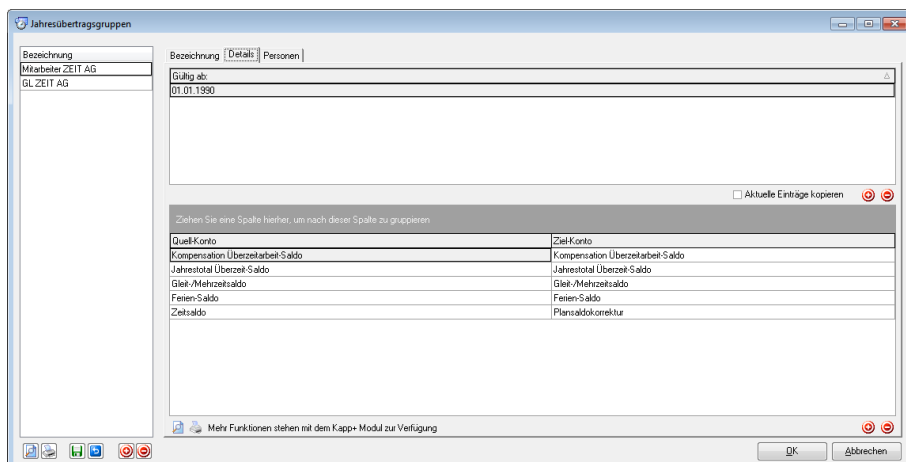 Jahresübertragsgruppen
Bezeichnung
Mitarbeiter ZEIT AG
GL ZEIT AG
Bezeichnung Details Personen
Gültig ab:
01.01.1990
Aktuelle Einträge kopieren
Ziehen Sie eine Spalte hierher, um nach dieser Spalte zu gruppieren
Quell-Konto Ziel-Konto
Kompensation Überzeitarbeit-Saldo Kompensation Überzeitarbeit-Saldo
Jahrestotal Überzeit-Saldo Jahrestotal Überzeit-Saldo
Gleit-/Mehrzeitsaldo Gleit-/Mehrzeitsaldo
Ferien-Saldo Ferien-Saldo
Zeitsaldo Plansaldokorrektur
Mehr Funktionen stehen mit dem Kapp+ Modul zur Verfügung
OK Abbrechen